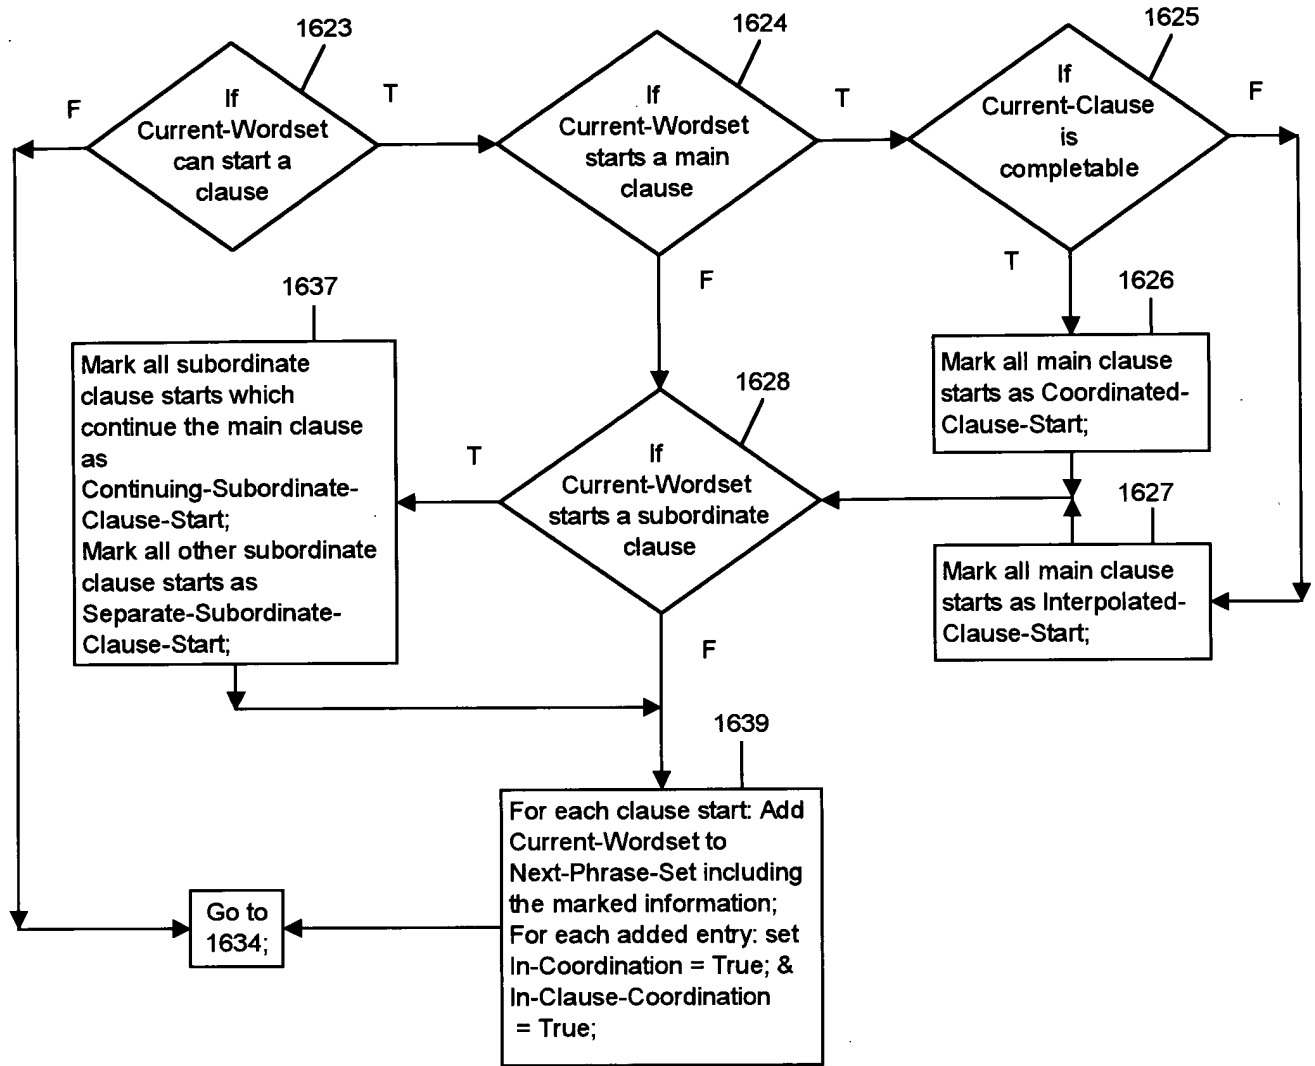 1623
1624
1625
F
If
Current-Wordset
can start a
clause
T
If
Current-Wordset
starts a main
clause
T
If
Current-Clause
is
completable
F
F
T
1637
1626
Mark all subordinate
clause starts which
continue the main clause
as
Continuing-Subordinate-
Clause-Start;
Mark all other subordinate
clause starts as
Separate-Subordinate-
Clause-Start;
Mark all main clause
starts as Coordinated-
Clause-Start;
1628
T
If
Current-Wordset
starts a subordinate
clause
1627
Mark all main clause
starts as Interpolated-
Clause-Start;
F
1639
For each clause start: Add
Current-Wordset to
Next-Phrase-Set including
the marked information;
For each added entry: set
In-Coordination = True; &
In-Clause-Coordination
= True;
Go to
1634;